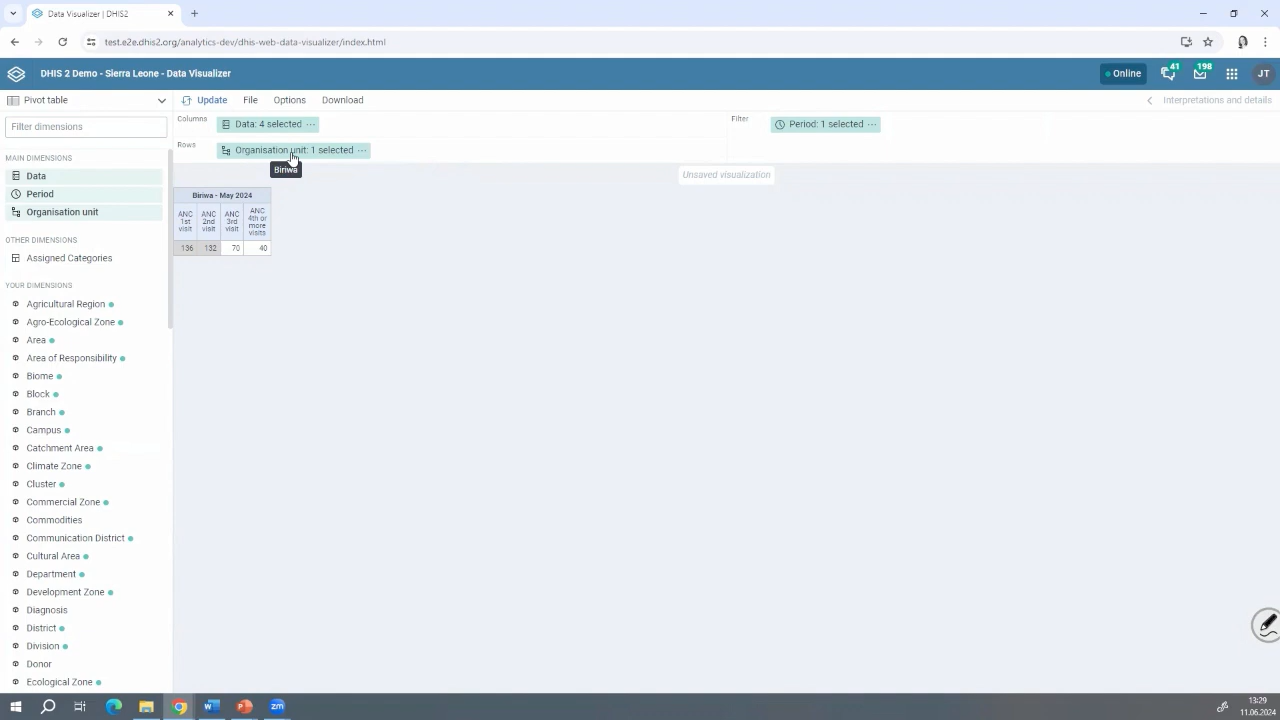 Data Visualizer | DHIS2
test.e2e.dhis2.org/analytics-dev/dhis-web-data-visualizer/index.html
DHIS 2 Demo - Sierra Leone - Data Visualizer
Online
41
198
JT
Pivot table
Update
File
Options
Download
Interpretations and details
Filter dimensions
Columns
Data: 4 selected
Filter
Period: 1 selected
Rows
Organisation unit: 1 selected
Biriwa
Unsaved visualization
MAIN DIMENSIONS
Data
Period
Organisation unit
OTHER DIMENSIONS
Assigned Categories
YOUR DIMENSIONS
Agricultural Region
Agro-Ecological Zone
Area
Area of Responsibility
Biome
Block
Branch
Campus
Catchment Area
Climate Zone
Cluster
Commercial Zone
Commodities
Communication District
Cultural Area
Department
Development Zone
Diagnosis
District
Division
Donor
Ecological Zone
Biriwa - May 2024
ANC 1st visit
ANC 2nd visit
ANC 3rd visit
ANC 4th or more visits
136 132 70 40
13:29
11.06.2024